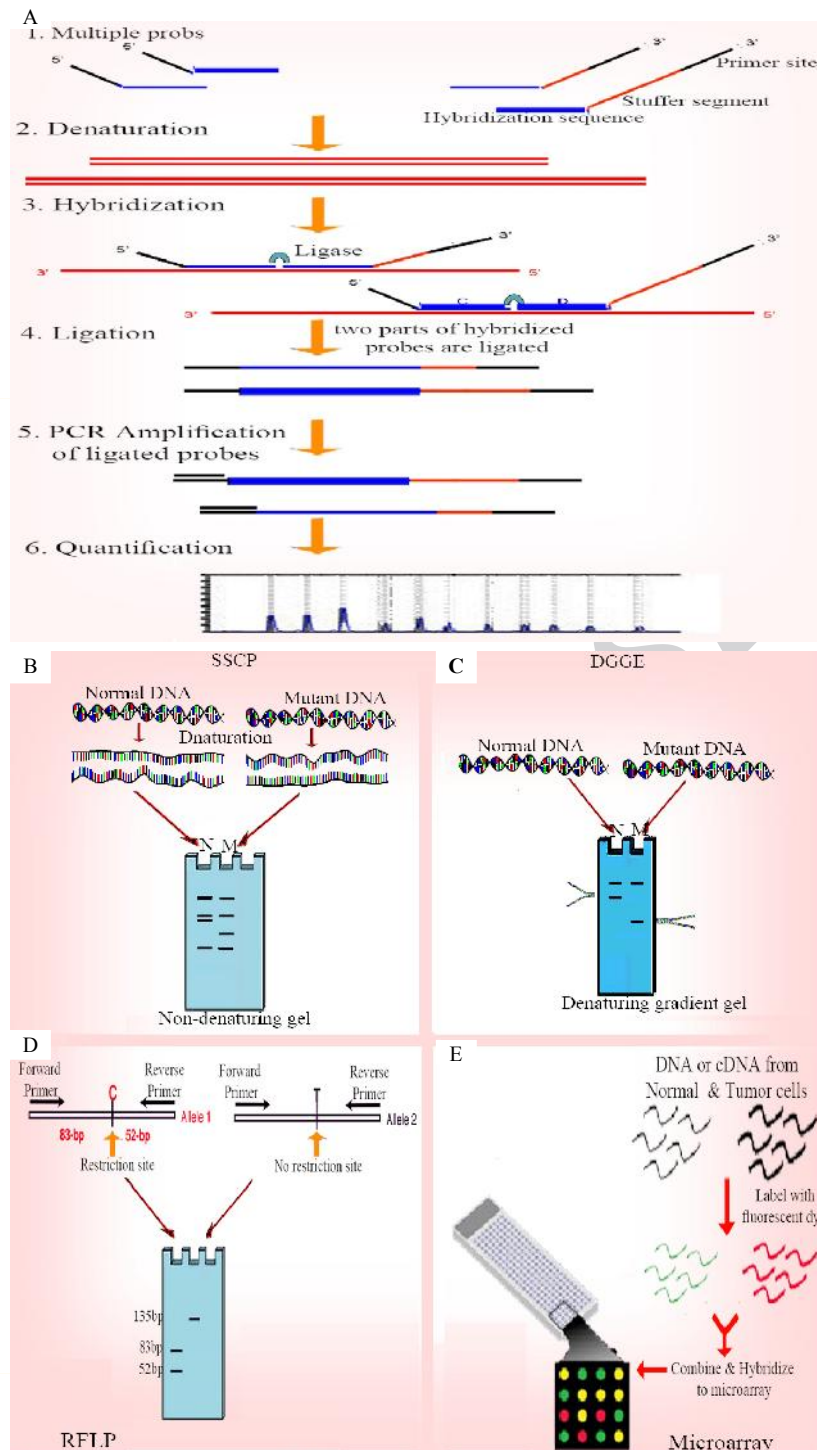 A
1. Multiple probs
5' 5' 3' 3'
Primer site
Stuffer segment
Hybridization sequence
2. Denaturation
3. Hybridization
5' Ligase 3'
3' 5'
5' 3'
C D
3' 5'
4. Ligation
two parts of hybridized
probes are ligated
5. PCR Amplification
of ligated probes
6. Quantification
B
SSCP
Normal DNA
Mutant DNA
Dnaturation
N M
Non-denaturing gel
C
DGGE
Normal DNA
Mutant DNA
N M
Denaturing gradient gel
D
Forward
Primer
Reverse
Primer
C
Allele 1
83-bp 52-bp
Restriction site
Forward
Primer
Reverse
Primer
T
Allele 2
No restriction site
135bp
83bp
52bp
RFLP
E
DNA or cDNA from
Normal & Tumor cells
Label with
fluorescent dy
Combine & Hybridize
to microarray
Microarray